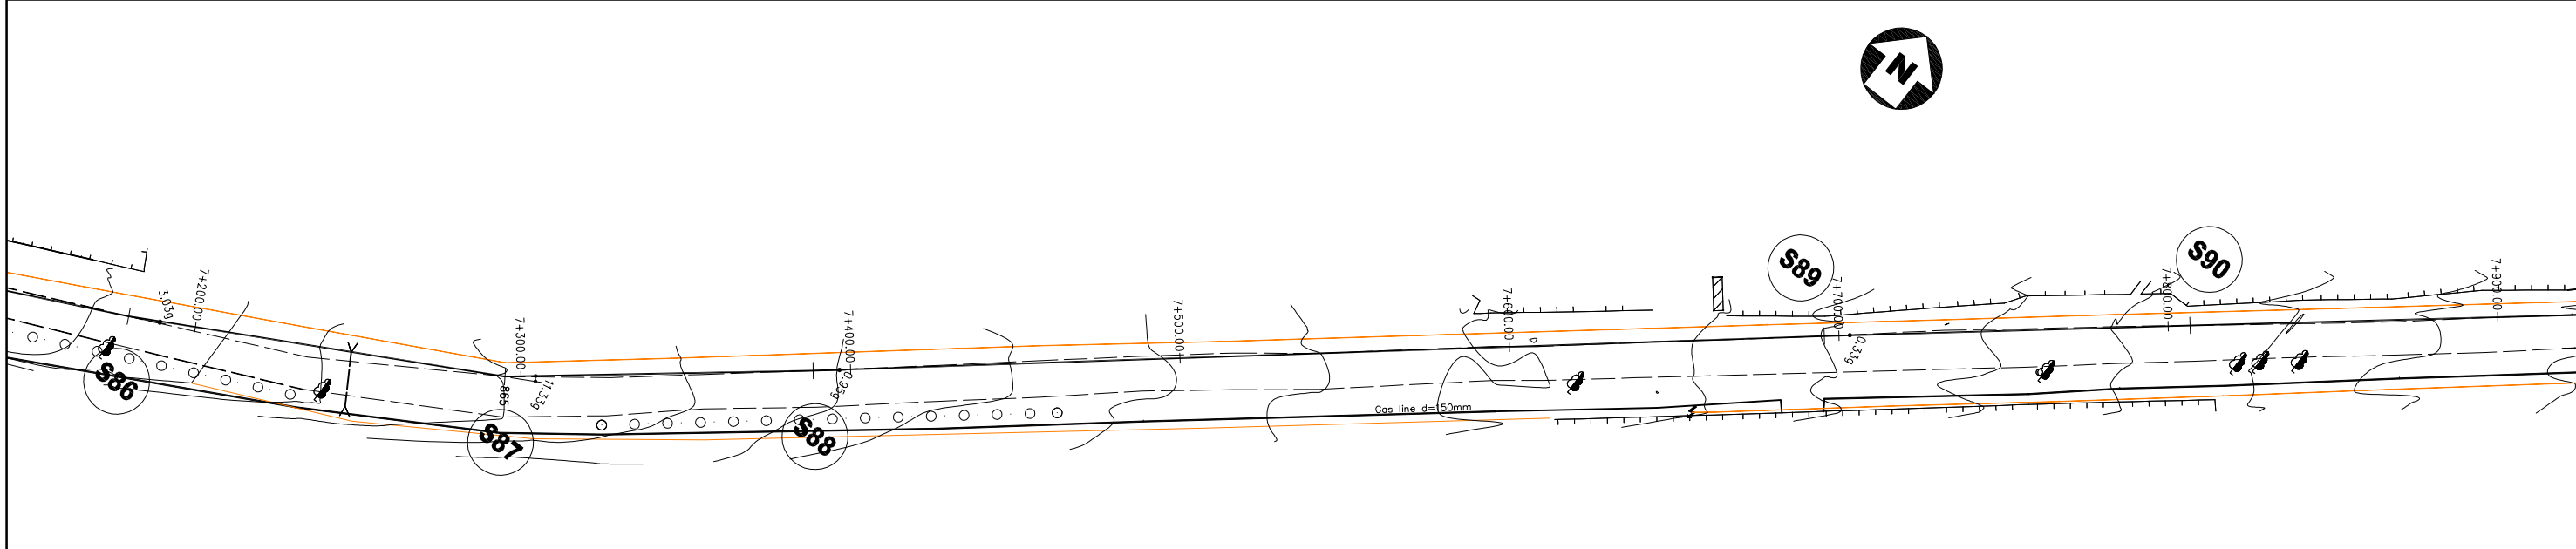 N
S86
3.03g
7+200.00
7+300.00
865
11.33g
S87
7+400.00
0.95g
S88
7+500.00
Gas line d=150mm
7+600.00
S89
7+700.00
0.33g
7+800.00
S90
7+900.00